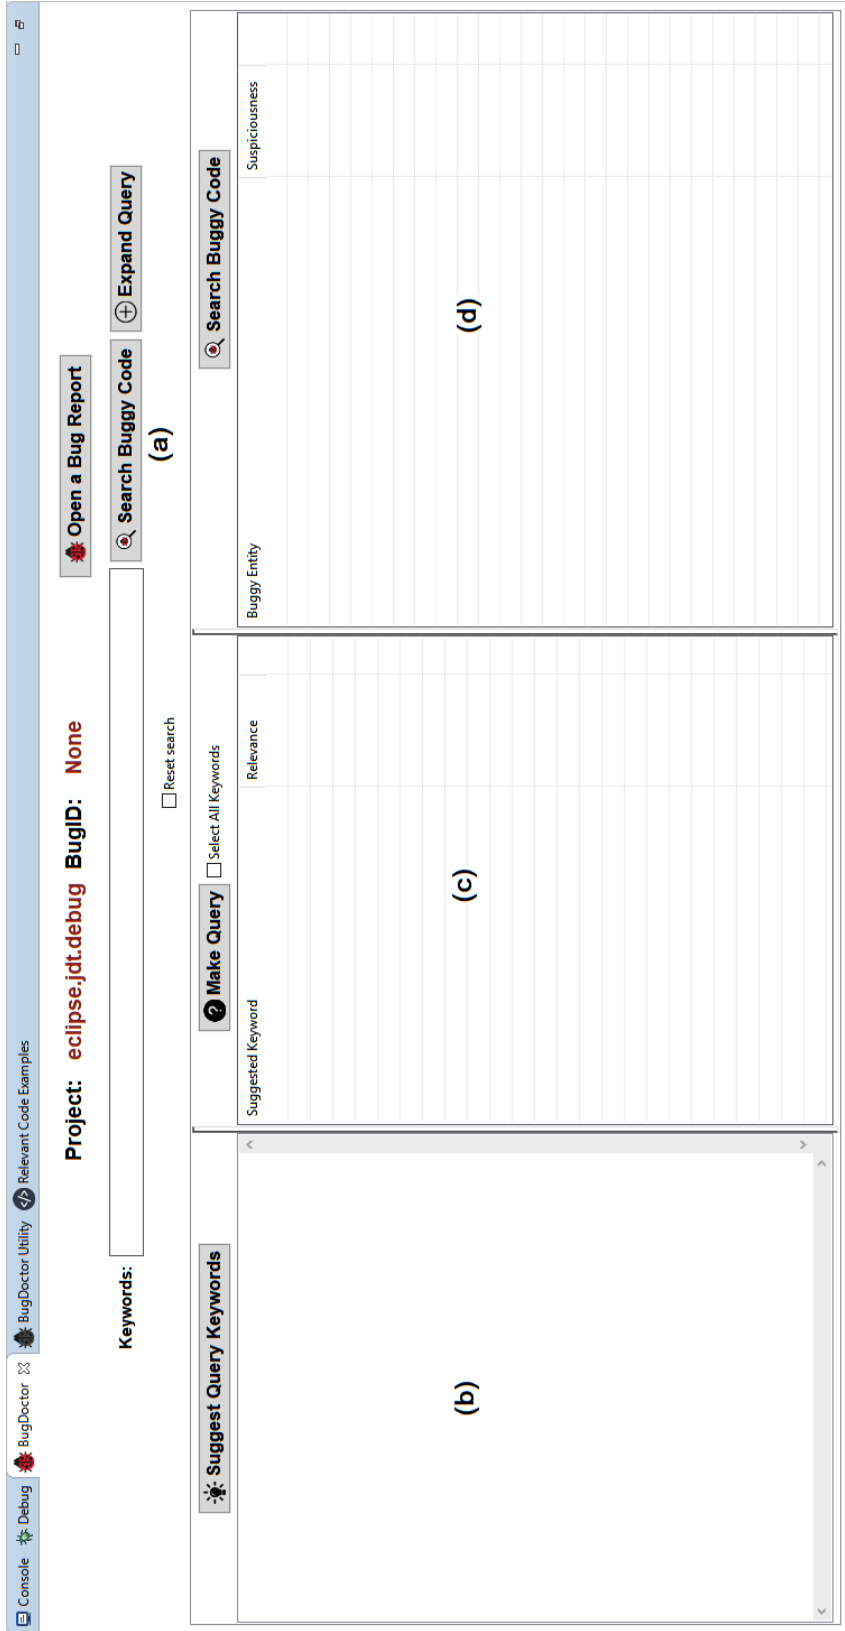 Console Debug BugDoctor BugDoctor Utility Relevant Code Examples
Project: eclipse.jdt.debug BugID: None Open a Bug Report
Keywords: Search Buggy Code Expand Query
Reset search (a)
Suggest Query Keywords Make Query Select All Keywords Search Buggy Code
Suggested Keyword Relevance Buggy Entity Suspiciousness
(b) (c) (d)